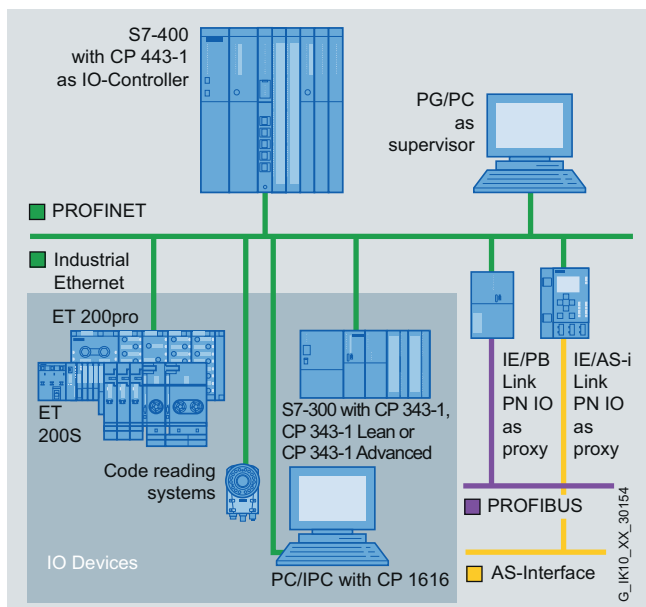 S7-400
with CP 443-1
as IO-Controller
PG/PC
as
supervisor
PROFINET
Industrial
Ethernet
ET 200pro
ET
200S
S7-300 with CP 343-1,
CP 343-1 Lean or
CP 343-1 Advanced
Code reading
systems
PC/IPC with CP 1616
IO Devices
IE/PB
Link
PN IO
as
proxy
IE/AS-i
Link
PN IO
as
proxy
PROFIBUS
AS-Interface
G_IK10_XX_30154